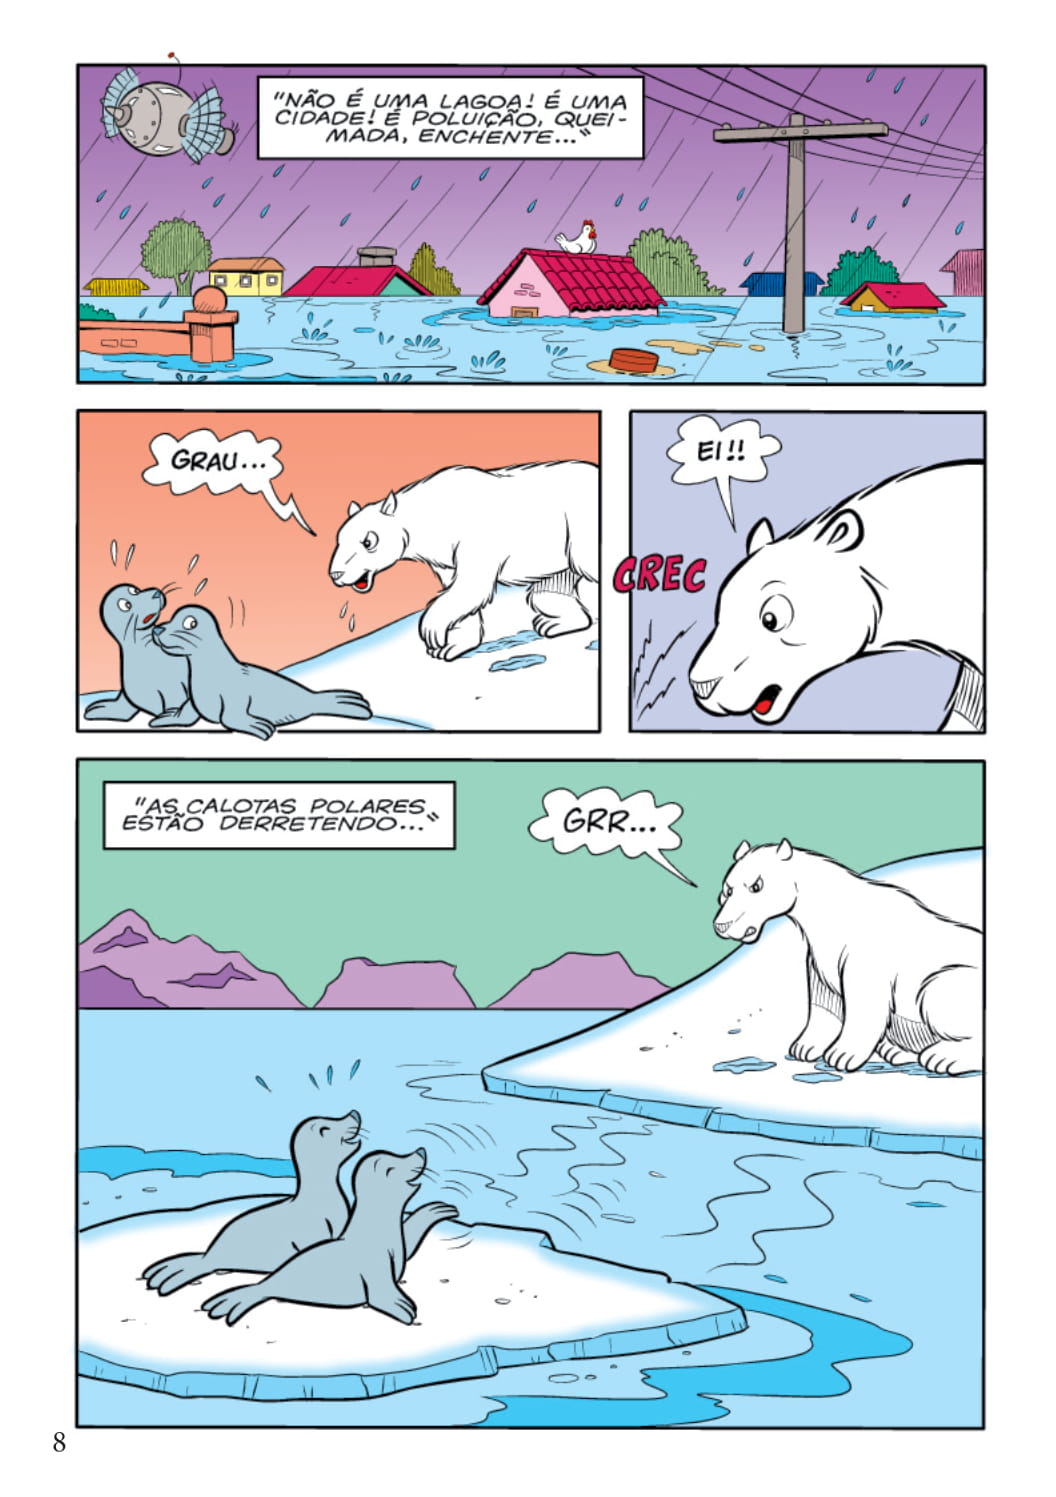 "NÃO É UMA LAGOA! É UMA
CIDADE! É POLUIÇÃO, QUEI-
MADA, ENCHENTE..."
GRAU...
EI!!
CREC
"AS CALOTAS POLARES
ESTÃO DERRETENDO..."
GRR...
8